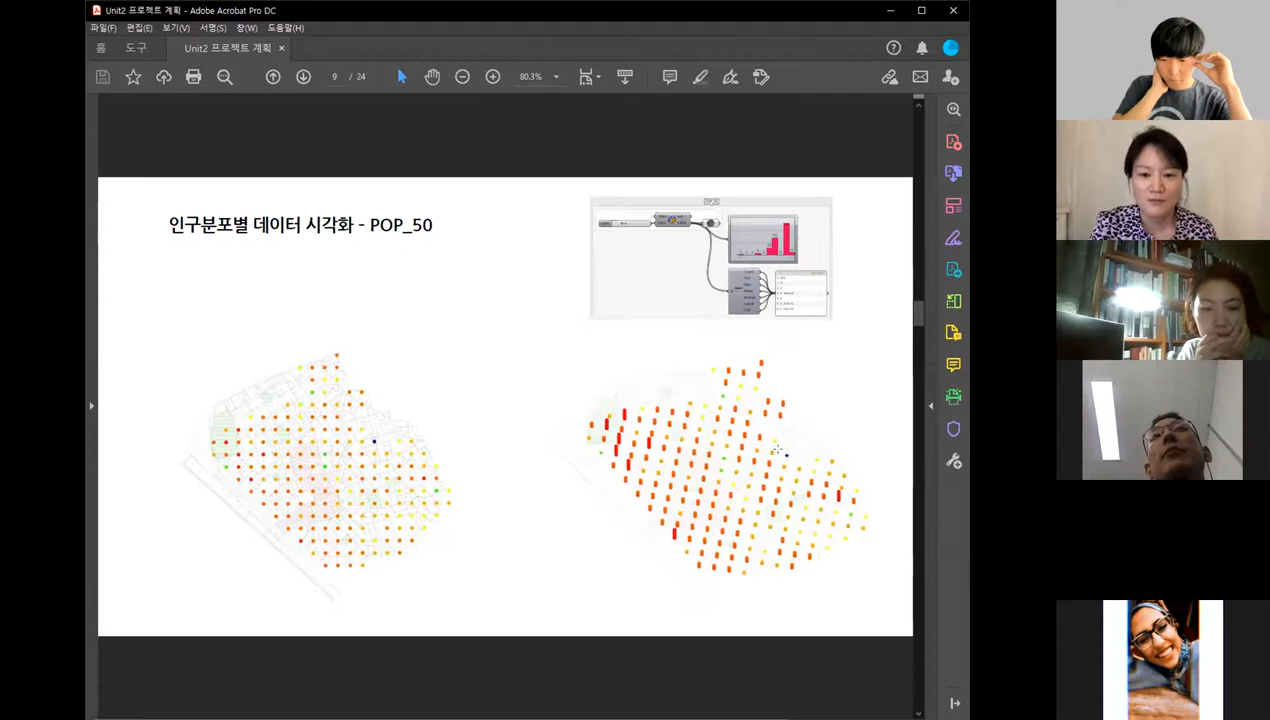 Unit2 프로젝트 계획 - Adobe Acrobat Pro DC
파일(F) 편집(E) 보기(V) 서명(S) 창(W) 도움말(H)
홈 도구 Unit2 프로젝트 계획 ×
9 / 24 80.3%
인구분포별 데이터 시각화 - POP_50